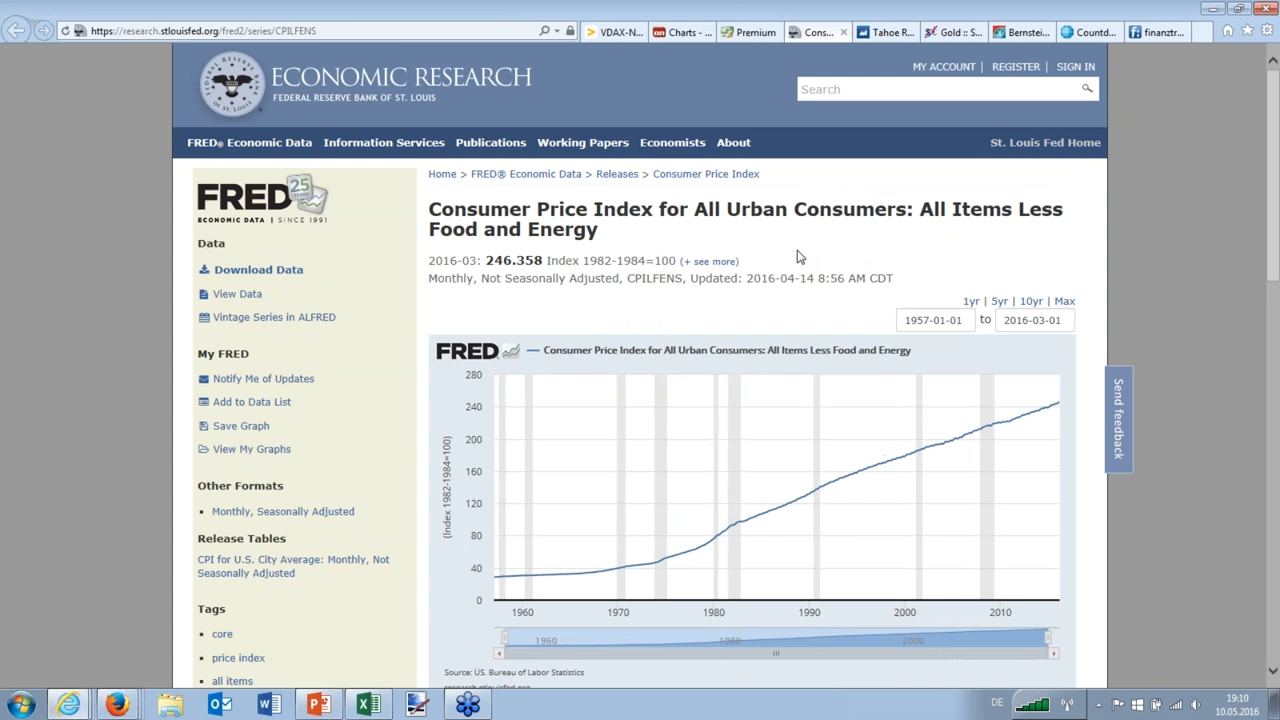 https://research.stlouisfed.org/fred2/series/CPILFENS
VDAX-N...
Charts - ...
Premium
Cons...
Tahoe R...
Gold :: S...
Bernstei...
Countd...
finanztr...
ECONOMIC RESEARCH
FEDERAL RESERVE BANK OF ST. LOUIS
MY ACCOUNT | REGISTER | SIGN IN
Search
FRED® Economic Data Information Services Publications Working Papers Economists About St. Louis Fed Home
FRED 25
ECONOMIC DATA | SINCE 1991
Data
Download Data
View Data
Vintage Series in ALFRED
My FRED
Notify Me of Updates
Add to Data List
Save Graph
View My Graphs
Other Formats
Monthly, Seasonally Adjusted
Release Tables
CPI for U.S. City Average: Monthly, Not
Seasonally Adjusted
Tags
core
price index
all items
Home > FRED® Economic Data > Releases > Consumer Price Index
Consumer Price Index for All Urban Consumers: All Items Less
Food and Energy
2016-03: 246.358 Index 1982-1984=100 (+ see more)
Monthly, Not Seasonally Adjusted, CPILFENS, Updated: 2016-04-14 8:56 AM CDT
1yr | 5yr | 10yr | Max
1957-01-01 to 2016-03-01
FRED
Consumer Price Index for All Urban Consumers: All Items Less Food and Energy
(Index 1982-1984=100)
280
240
200
160
120
80
40
0
1960 1970 1980 1990 2000 2010
1960 1980 2000
Source: US. Bureau of Labor Statistics
research.stlouisfed.org
Send feedback
DE
19:10
10.05.2016